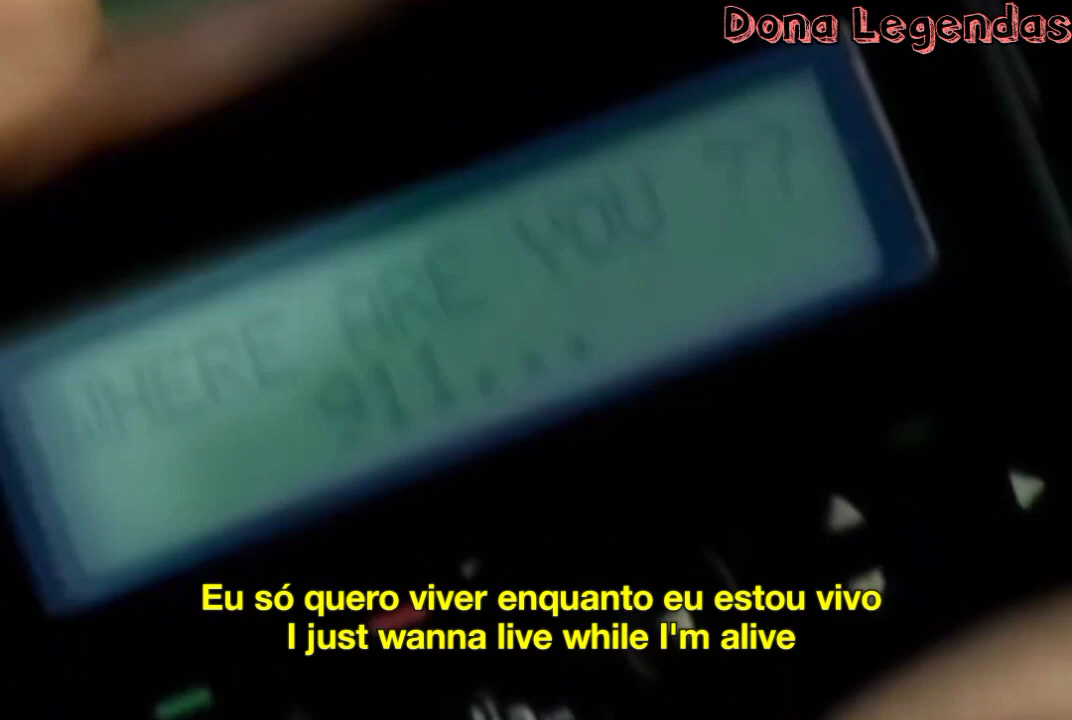 Dona Legendas
WHERE ARE YOU ??
911...
Eu só quero viver enquanto eu estou vivo
I just wanna live while I'm alive